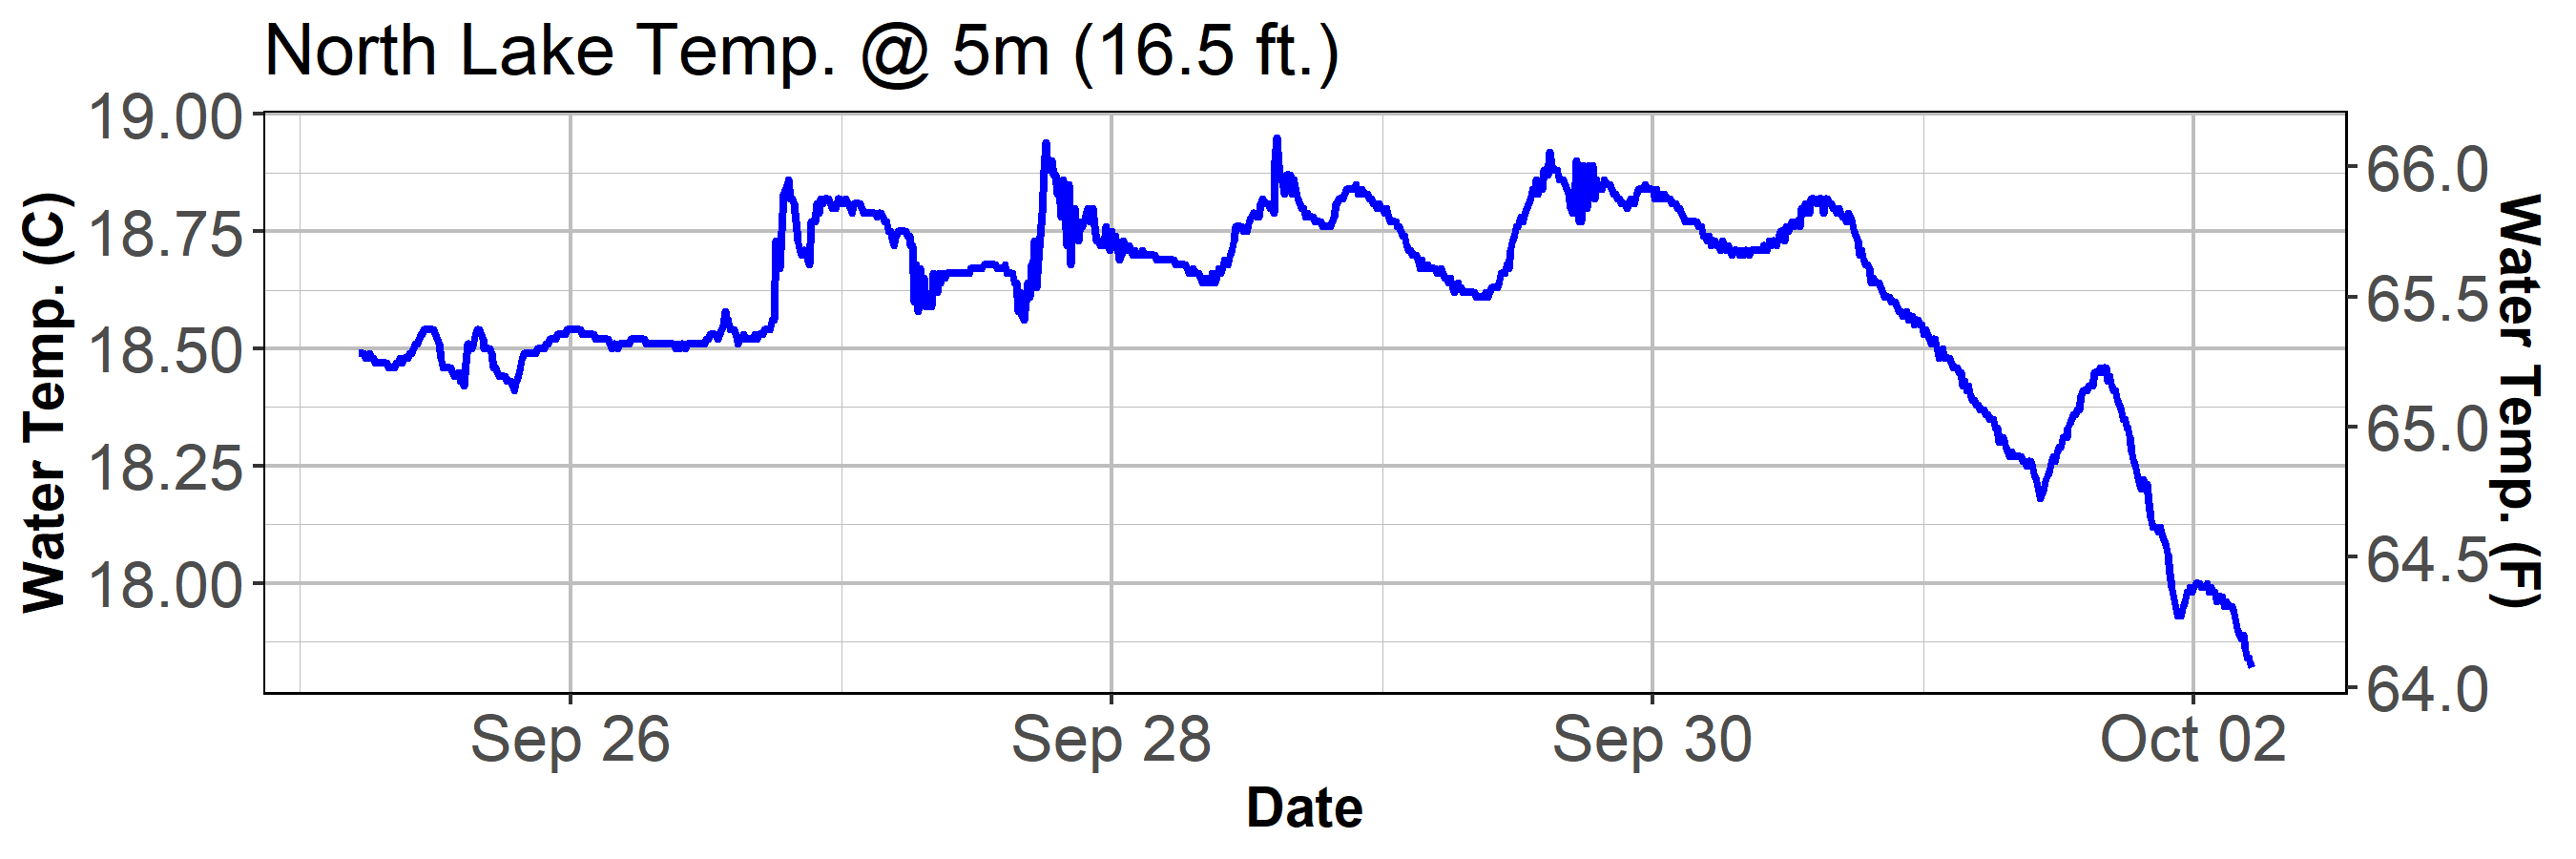 North Lake Temp. @ 5m (16.5 ft.)
Water Temp. (C)
19.00
18.75
18.50
18.25
18.00
66.0
65.5
65.0
64.5
64.0
Water Temp. (F)
Sep 26 Sep 28 Sep 30 Oct 02
Date